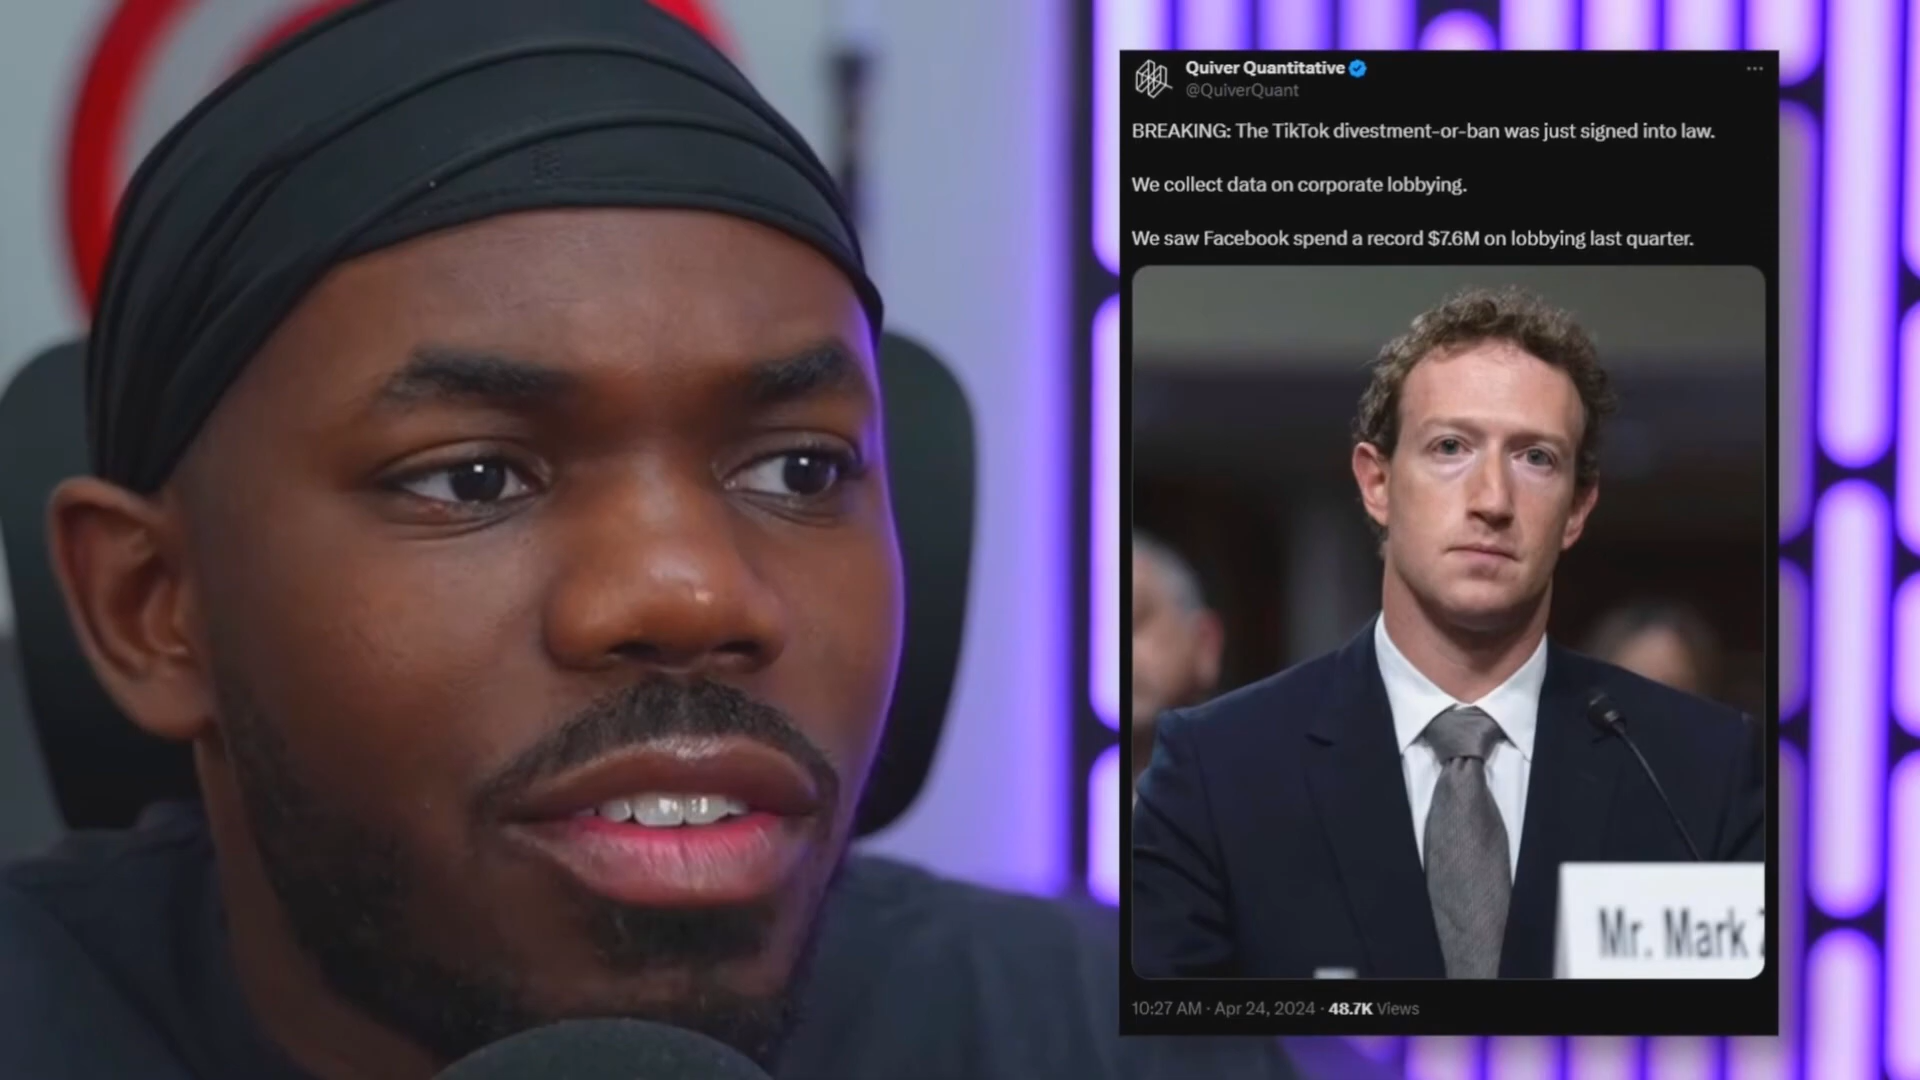 Quiver Quantitative
@QuiverQuant
BREAKING: The TikTok divestment-or-ban was just signed into law.
We collect data on corporate lobbying.
We saw Facebook spend a record $7.6M on lobbying last quarter.
Mr. Mark
10:27 AM · Apr 24, 2024 · 48.7K Views